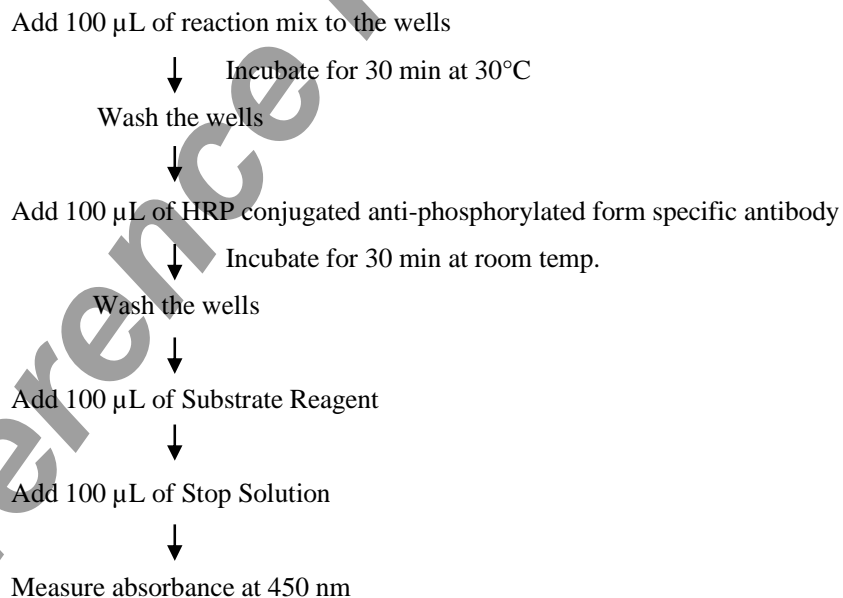 Add 100 µL of reaction mix to the wells
Incubate for 30 min at 30°C
Wash the wells
Add 100 µL of HRP conjugated anti-phosphorylated form specific antibody
Incubate for 30 min at room temp.
Wash the wells
Add 100 µL of Substrate Reagent
Add 100 µL of Stop Solution
Measure absorbance at 450 nm